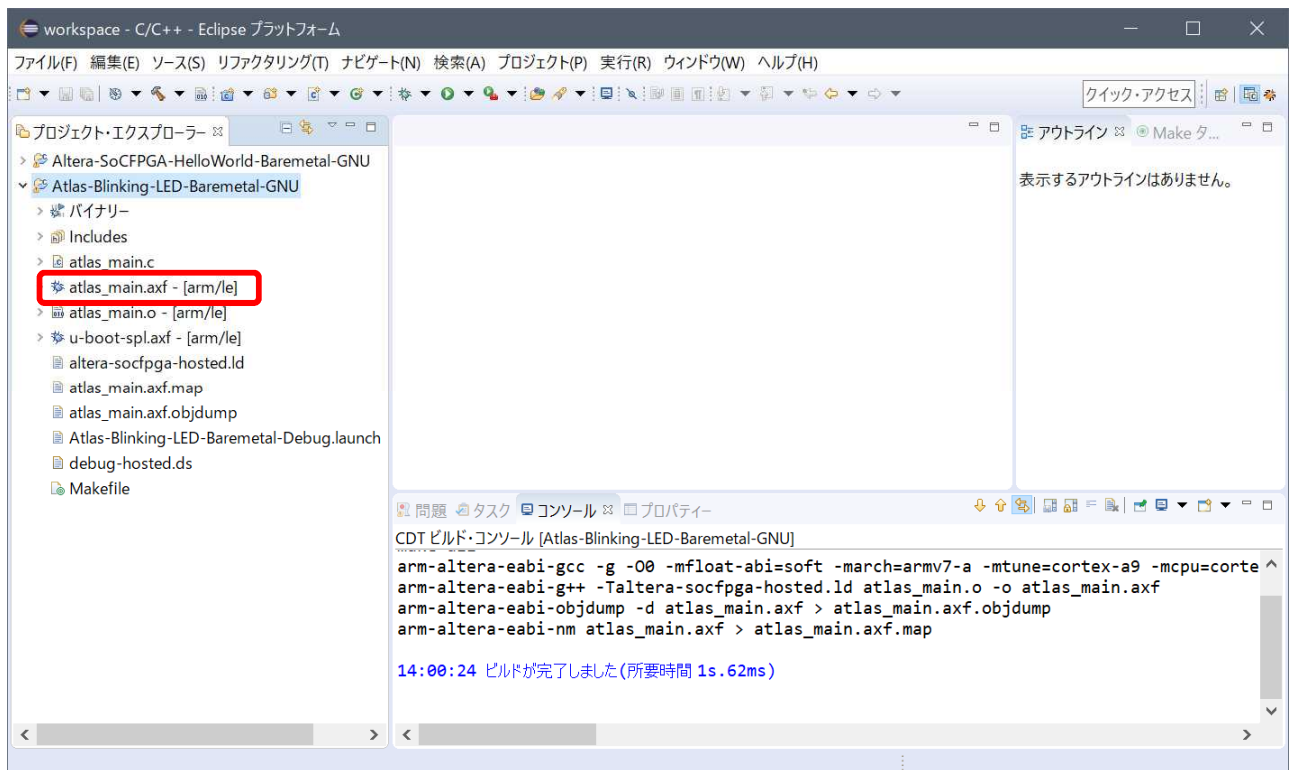 workspace - C/C++ - Eclipse プラットフォーム
ファイル(F) 編集(E) ソース(S) リファクタリング(T) ナビゲート(N) 検索(A) プロジェクト(P) 実行(R) ウィンドウ(W) ヘルプ(H)
クイック・アクセス
プロジェクト・エクスプローラー
Altera-SoCFPGA-HelloWorld-Baremetal-GNU
Atlas-Blinking-LED-Baremetal-GNU
バイナリー
Includes
atlas_main.c
atlas_main.axf - [arm/le]
atlas_main.o - [arm/le]
u-boot-spl.axf - [arm/le]
altera-socfpga-hosted.ld
atlas_main.axf.map
atlas_main.axf.objdump
Atlas-Blinking-LED-Baremetal-Debug.launch
debug-hosted.ds
Makefile
アウトライン Make タ...
表示するアウトラインはありません。
問題 タスク コンソール プロパティー
CDT ビルド・コンソール [Atlas-Blinking-LED-Baremetal-GNU]
arm-altera-eabi-gcc -g -O0 -mfloat-abi=soft -march=armv7-a -mtune=cortex-a9 -mcpu=corte
arm-altera-eabi-g++ -Taltera-socfpga-hosted.ld atlas_main.o -o atlas_main.axf
arm-altera-eabi-objdump -d atlas_main.axf > atlas_main.axf.objdump
arm-altera-eabi-nm atlas_main.axf > atlas_main.axf.map
14:00:24 ビルドが完了しました(所要時間 1s.62ms)